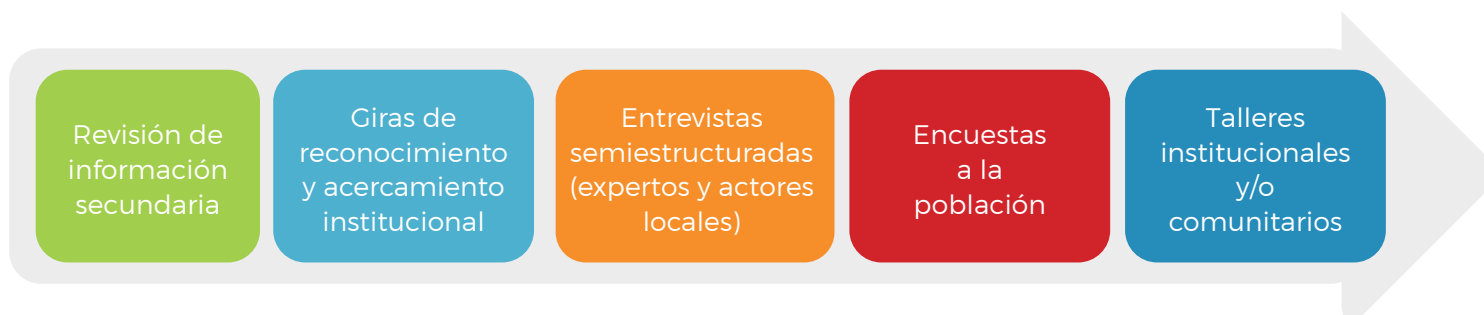 Revisión de
información
secundaria
Giras de
reconocimiento
y acercamiento
institucional
Entrevistas
semiestructuradas
(expertos y actores
locales)
Encuestas
a la
población
Talleres
institucionales
y/o
comunitarios